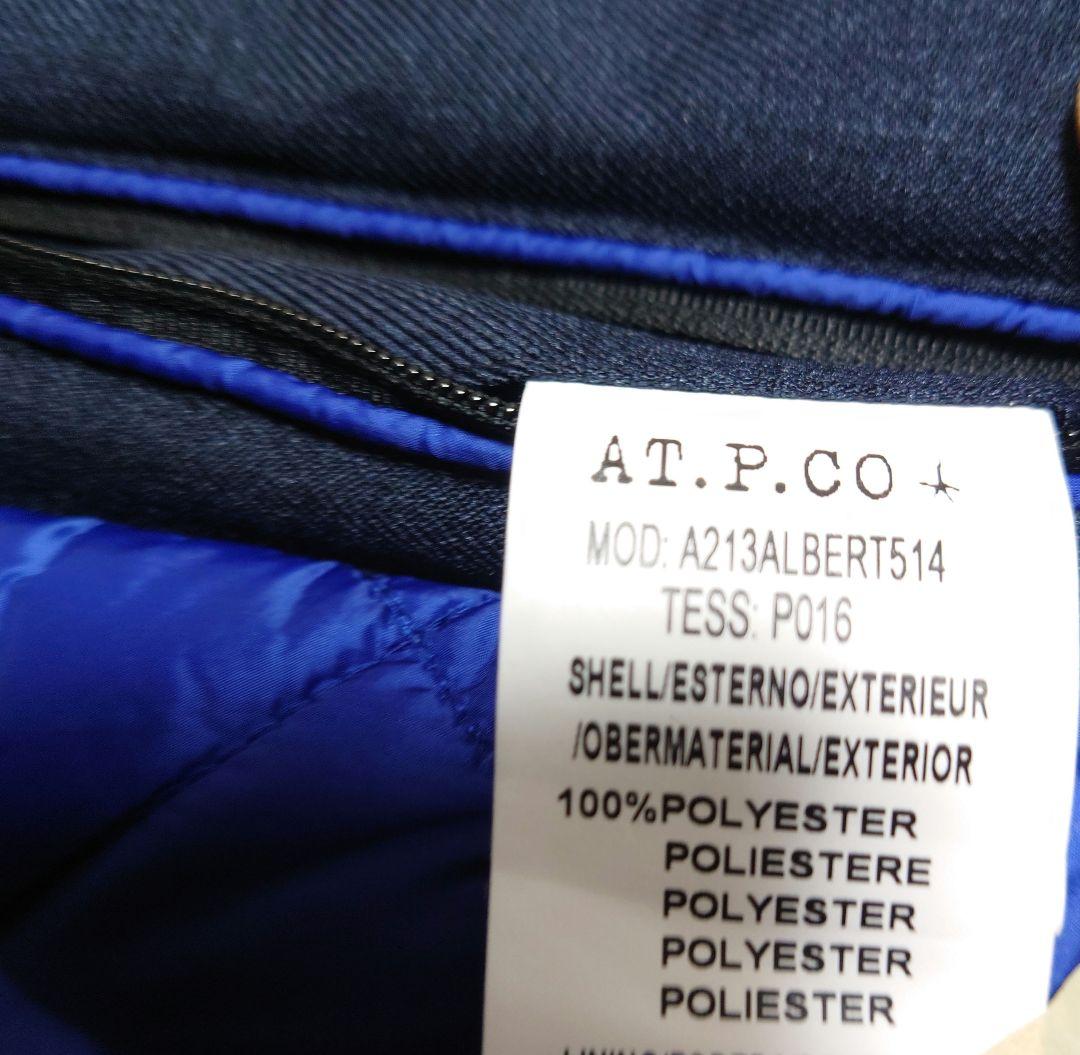 AT.P.CO
MOD: A213ALBERT514
TESS: P016
SHELL/ESTERNO/EXTERIEUR
/OBERMATERIAL/EXTERIOR
100%POLYESTER
POLIESTERE
POLYESTER
POLYESTER
POLIESTER